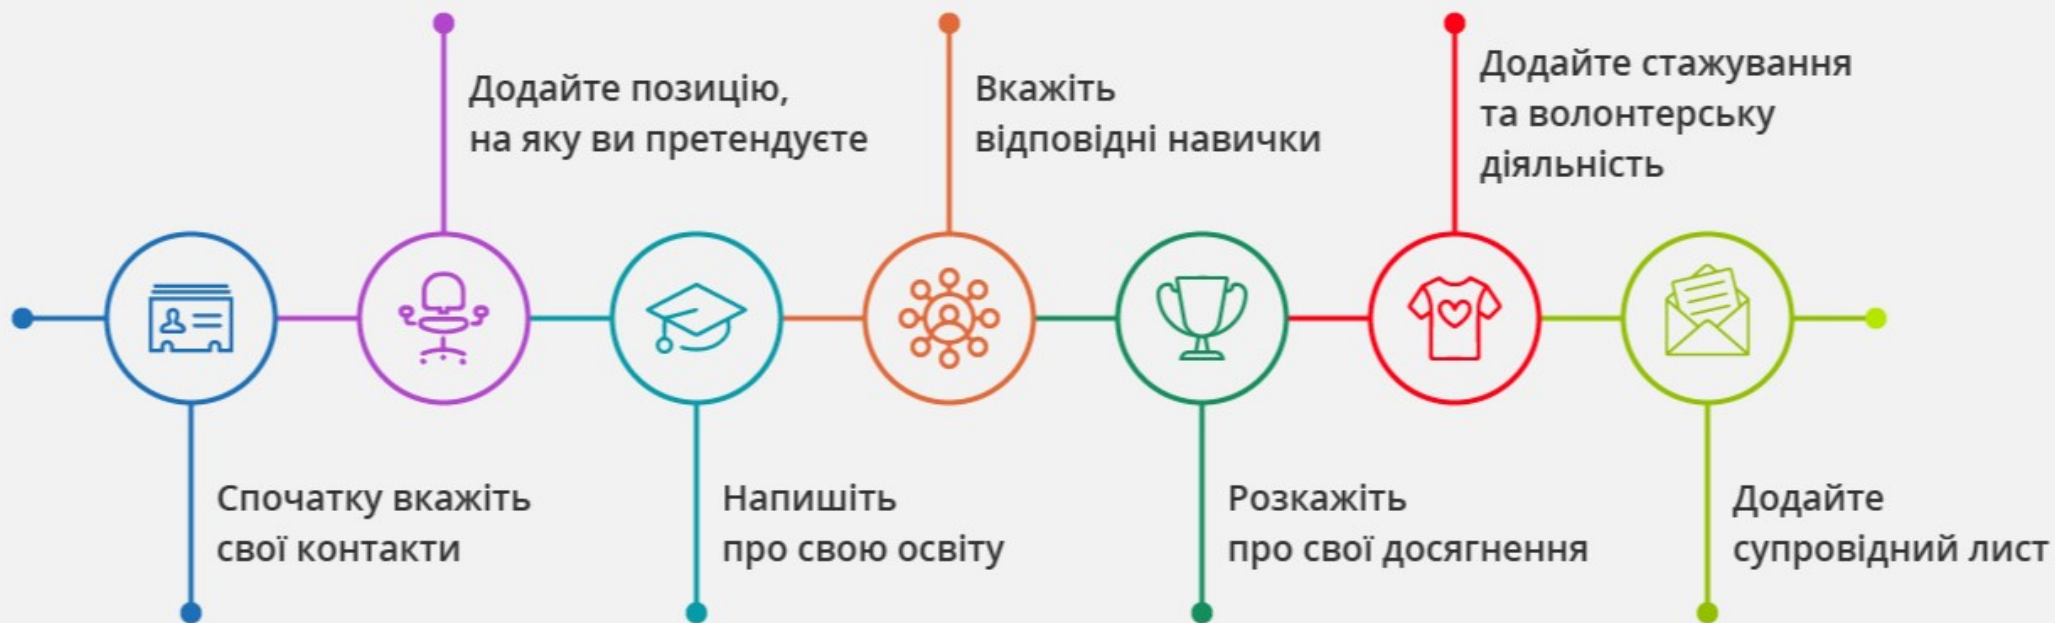 Спочатку вкажіть
свої контакти
Додайте позицію,
на яку ви претендуєте
Напишіть
про свою освіту
Вкажіть
відповідні навички
Розкажіть
про свої досягнення
Додайте стажування
та волонтерську
діяльність
Додайте
супровідний лист